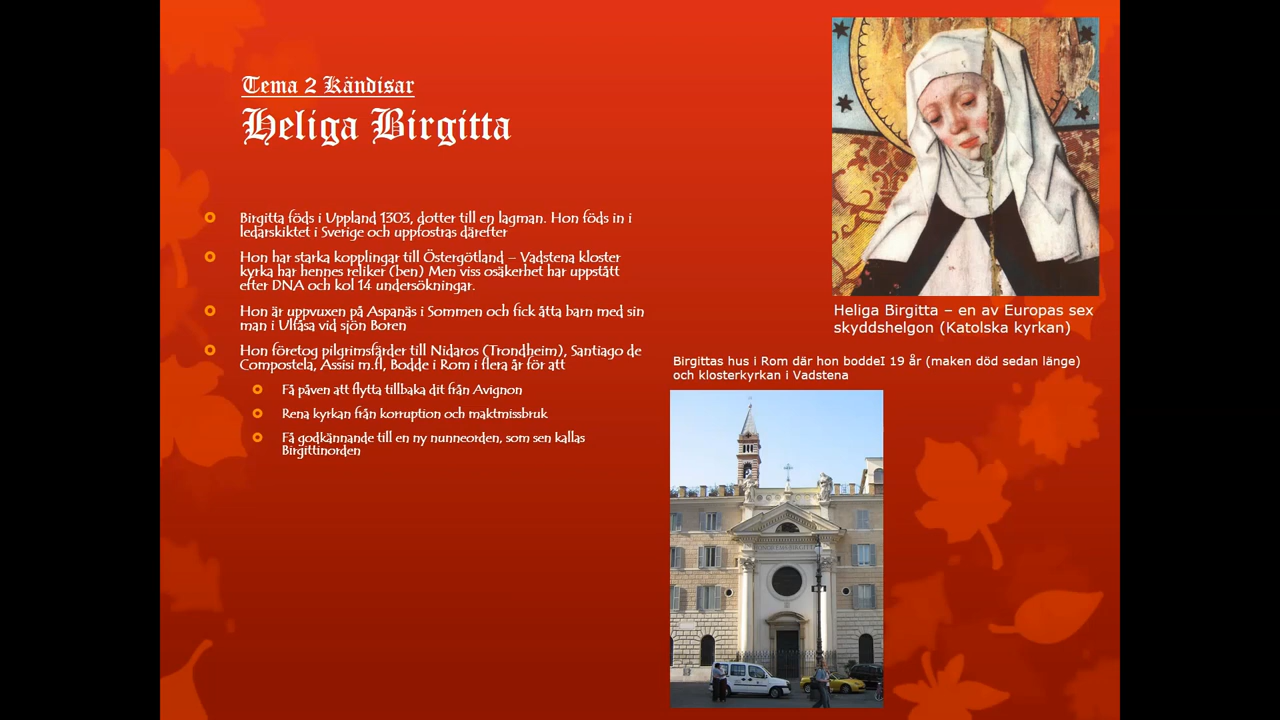 Tema 2 Kändisar
Heliga Birgitta
Birgitta föds i Uppland 1303, dotter till en lagman. Hon föds in i
ledarskiktet i Sverige och uppfostras därefter
Hon har starka kopplingar till Östergötland – Vadstena kloster
kyrka har hennes reliker (ben) Men viss osäkerhet har uppstått
efter DNA och kol 14 undersökningar.
Hon är uppvuxen på Aspanäs i Sommen och fick åtta barn med sin
man i Ulfåsa vid sjön Boren
Hon företog pilgrimsfärder till Nidaros (Trondheim), Santiago de
Compostela, Assisi m.fl, Bodde i Rom i flera år för att
Få påven att flytta tillbaka dit från Avignon
Rena kyrkan från korruption och maktmissbruk
Få godkännande till en ny nunneorden, som sen kallas
Birgittinorden
Heliga Birgitta – en av Europas sex
skyddshelgon (Katolska kyrkan)
Birgittas hus i Rom där hon boddeI 19 år (maken död sedan länge)
och klosterkyrkan i Vadstena